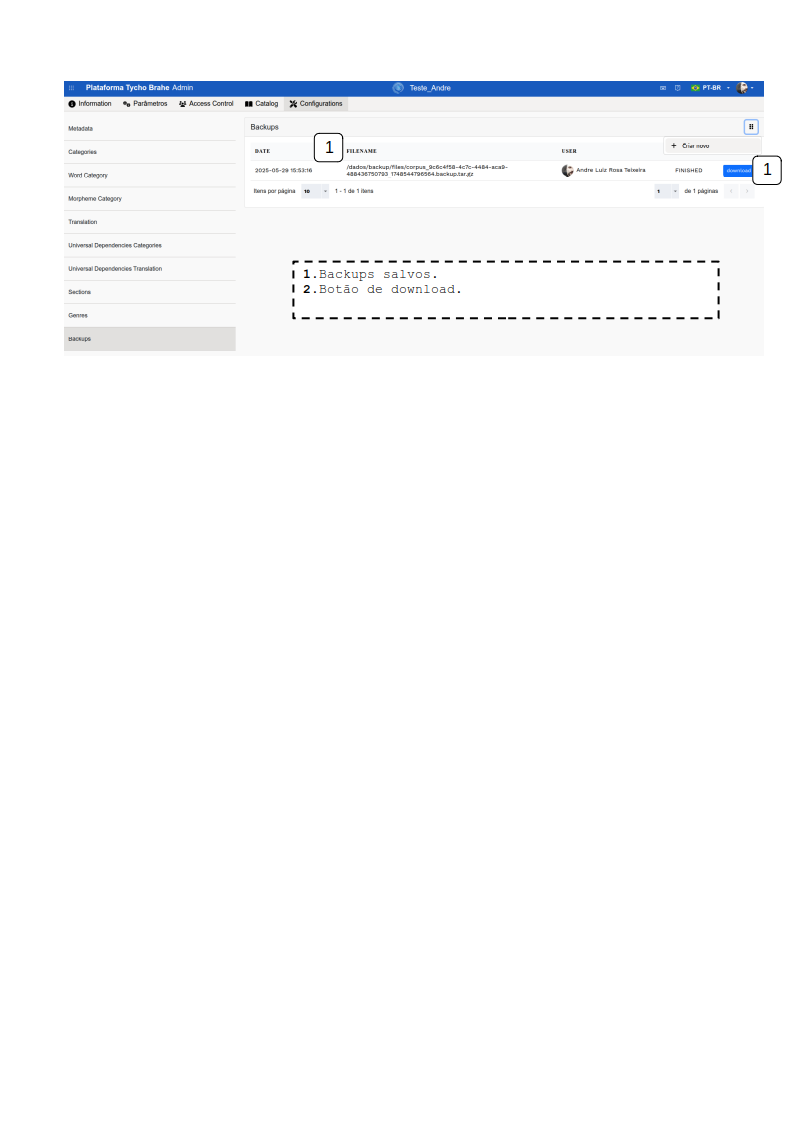 Plataforma Tycho Brahe Admin
Teste_Andre
PT-BR
Information
Parâmetros
Access Control
Catalog
Configurations
Metadata
Categories
Word Category
Morpheme Category
Translation
Universal Dependencies Categories
Universal Dependencies Translation
Sections
Genres
Backups
Backups
+ Criar novo
1
DATE FILENAME USER
2025-05-29 15:53:16
/dados/backup/files/corpus_9c6c4f58-4c7c-4484-aca9-
488436750793_1748544796564.backup.tar.gz
Andre Luiz Rosa Teixeira
FINISHED
download
1
Itens por página 10 1 - 1 de 1 itens
1 de 1 páginas
1.Backups salvos.
2.Botão de download.